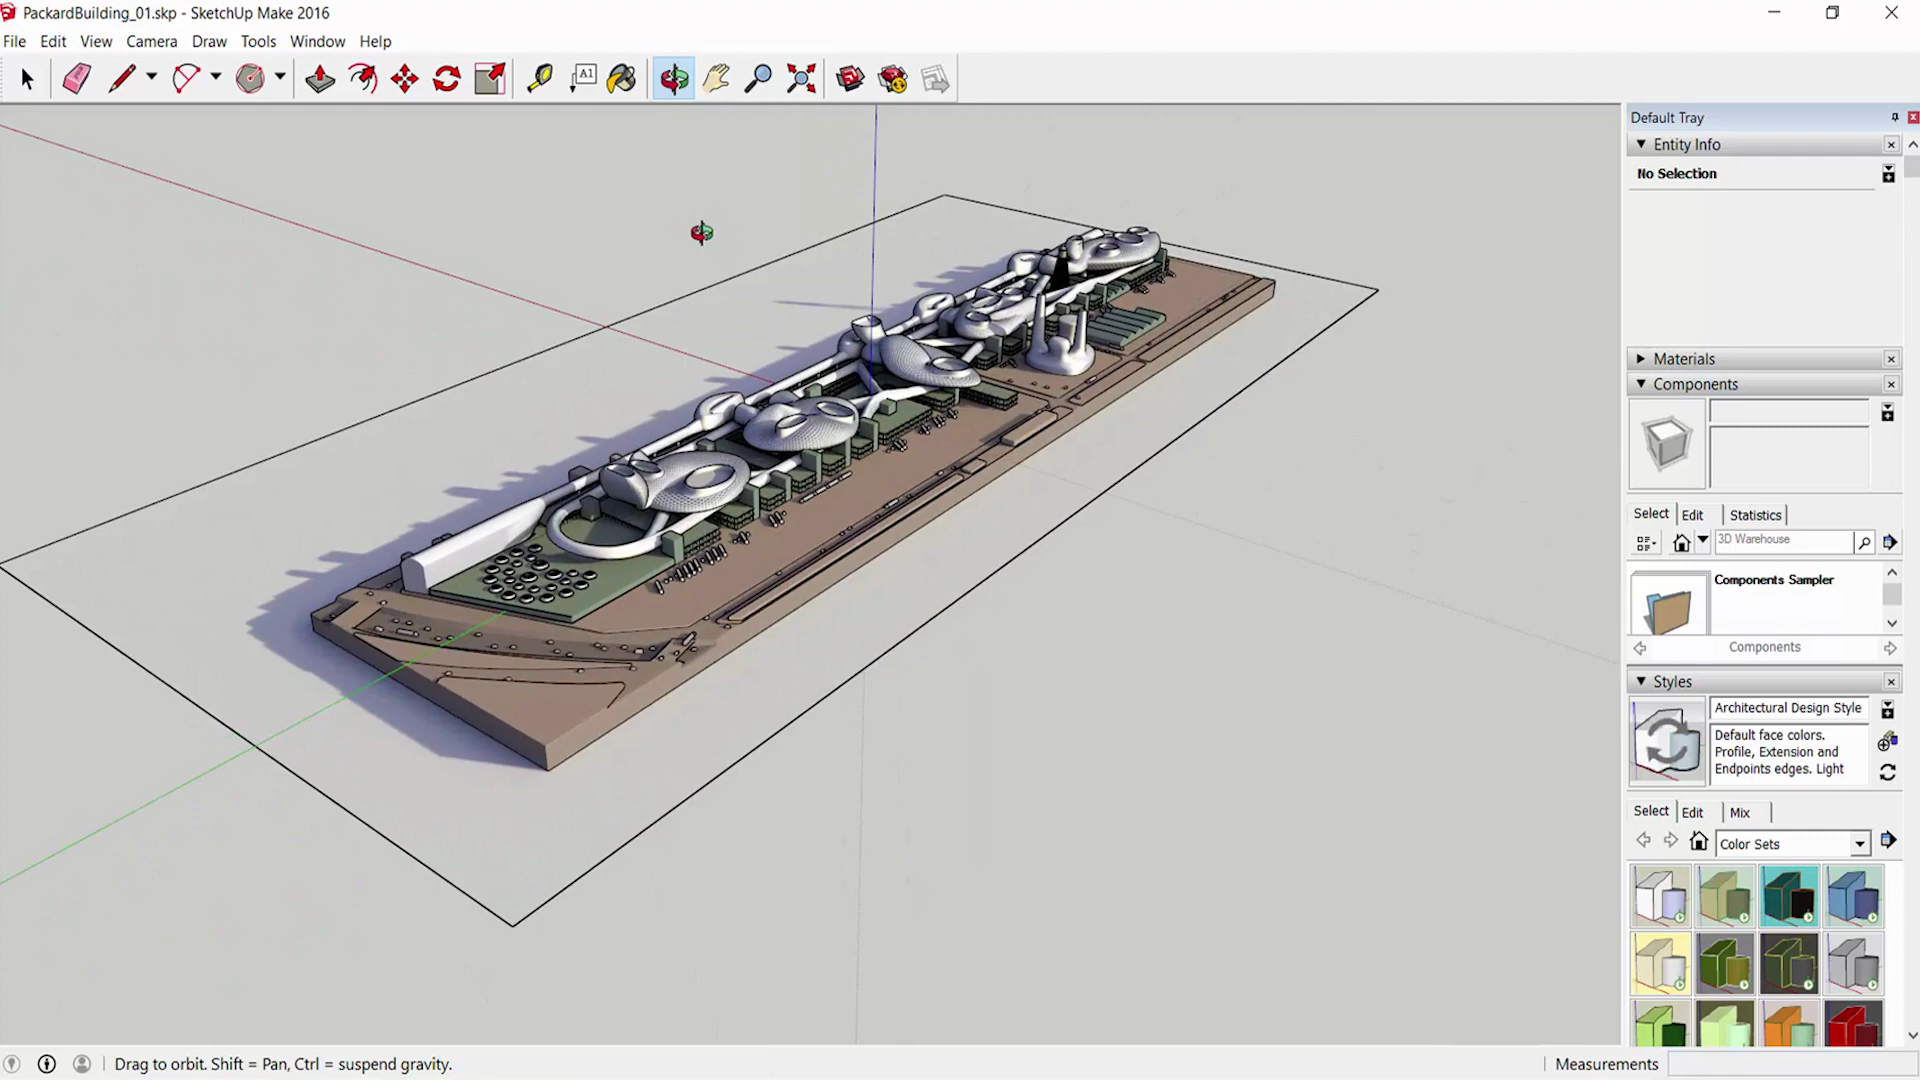 PackardBuilding_01.skp - SketchUp Make 2016
File Edit View Camera Draw Tools Window Help
A1
Default Tray
Entity Info
No Selection
Materials
Components
Select Edit Statistics
3D Warehouse
Components Sampler
Components
Styles
Architectural Design Style
Default face colors.
Profile, Extension and
Endpoints edges. Light
Select Edit Mix
Color Sets
Drag to orbit. Shift = Pan, Ctrl = suspend gravity.
Measurements